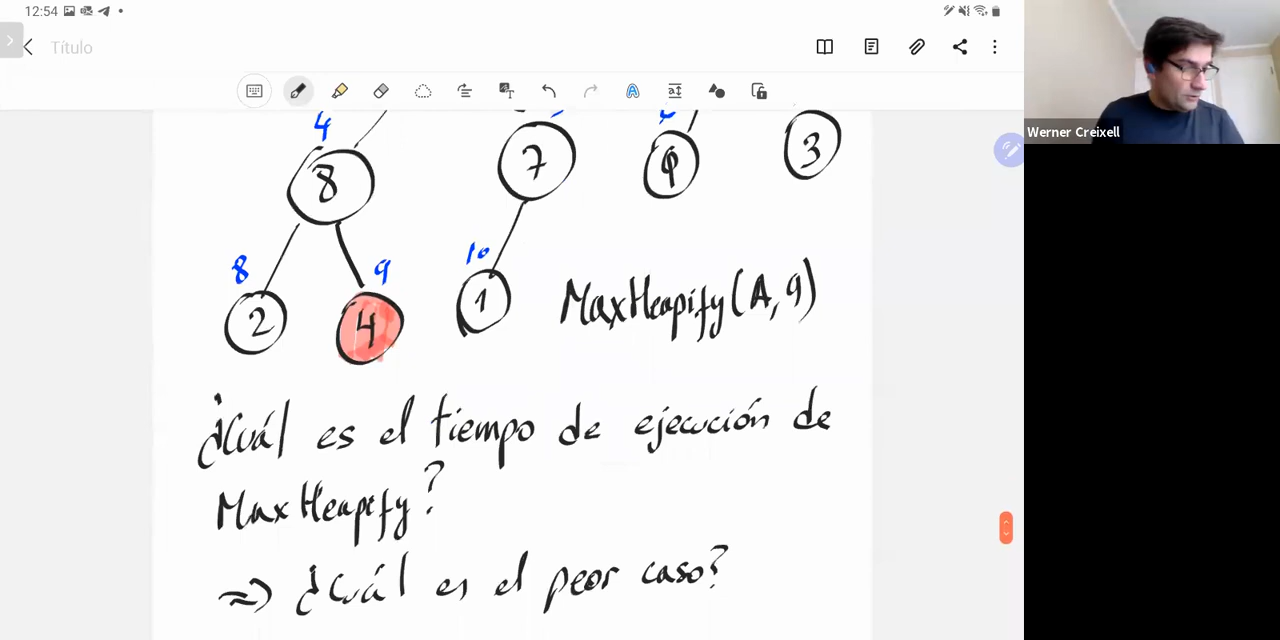 12:54
Título
Werner Creixell
4
8
7
3
8
9
10
2
4
1
MaxHeapify(A,9)
¿Cuál es el tiempo de ejecución de
MaxHeapify?
=> ¿Cuál es el peor caso?